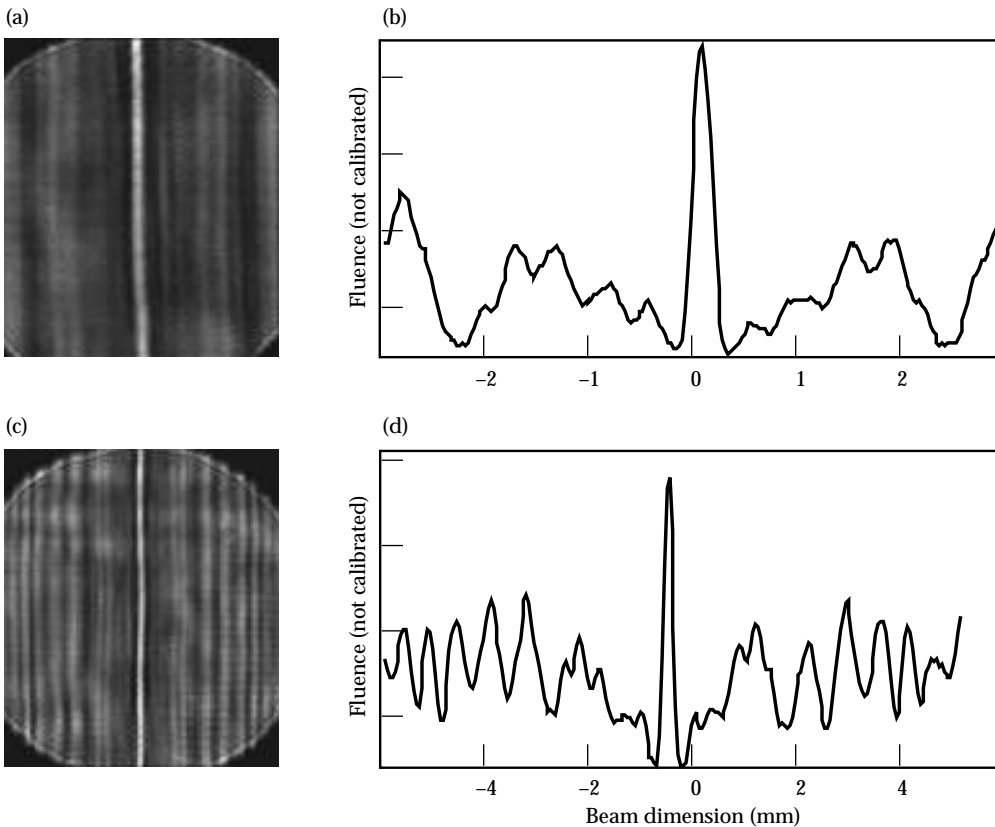 (a)
(b)
Fluence (not calibrated)
−2 −1 0 1 2
(c)
(d)
Fluence (not calibrated)
−4 −2 0 2 4
Beam dimension (mm)